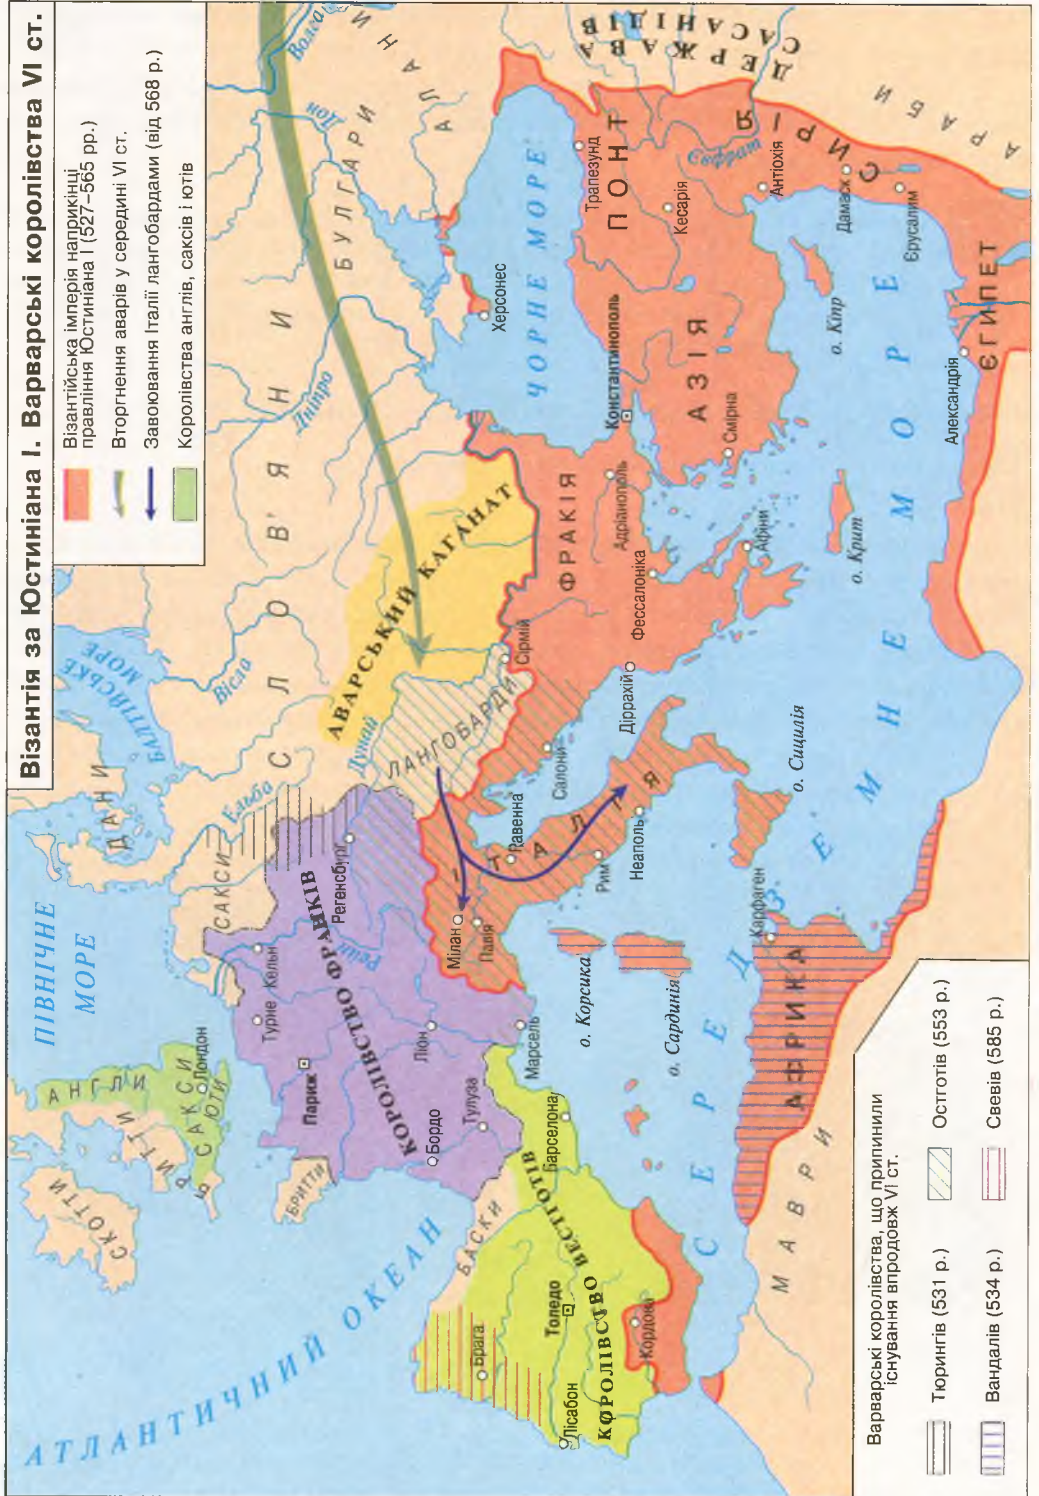 Візантія за Юстиніана І. Варварські королівства VI ст.
Візантійська імперія наприкінці
правління Юстиніана І (527–565 рр.)
Вторгнення аварів у середині VI ст.
Завоювання Італії лангобардами (від 568 р.)
Королівства англів, саксів і ютів
АТЛАНТИЧНИЙ ОКЕАН
ПІВНІЧНЕ
МОРЕ
БАЛТІЙСЬКЕ
МОРЕ
ЧОРНЕ МОРЕ
СЕРЕДЗЕМНЕ МОРЕ
СКОТТИ
БРИТТИ
АНГЛИ
САКСИ
ЮТИ
Лондон
БРИТТИ
ДАНИ
САКСИ
СЛОВ'ЯНИ
БУЛГАРИ
АЛАНИ
Волга
Дон
Дніпро
Вісла
Ельба
Дунай
Рейн
Євфрат
КОРОЛІВСТВО ФРАНКІВ
Турне
Кельн
Париж
Регенсбург
Ліон
Бордо
Тулуза
Марсель
БАСКИ
КОРОЛІВСТВО ВЕСТГОТІВ
Брага
Толедо
Лісабон
Кордова
Барселона
АВАРСЬКИЙ КАГАНАТ
ЛАНГОБАРДИ
ІТАЛІЯ
Мілан
Павія
Равенна
Рим
Неаполь
Салони
Сірмій
Діррахій
Фессалоніка
ФРАКІЯ
Адріанополь
Константинополь
Афіни
Смірна
АЗІЯ
ПОНТ
Херсонес
Трапезунд
Кесарія
Антіохія
СИРІЯ
Дамаск
Єрусалим
ЄГИПЕТ
Александрія
ДЕРЖАВА
САСАНІДІВ
АРАБИ
о. Кіпр
о. Крит
о. Сицилія
о. Корсика
о. Сардинія
Карфаген
АФРИКА
МАВРИ
Варварські королівства, що припинили
існування впродовж VI ст.
Тюрингів (531 р.)
Остготів (553 р.)
Вандалів (534 р.)
Свевів (585 р.)